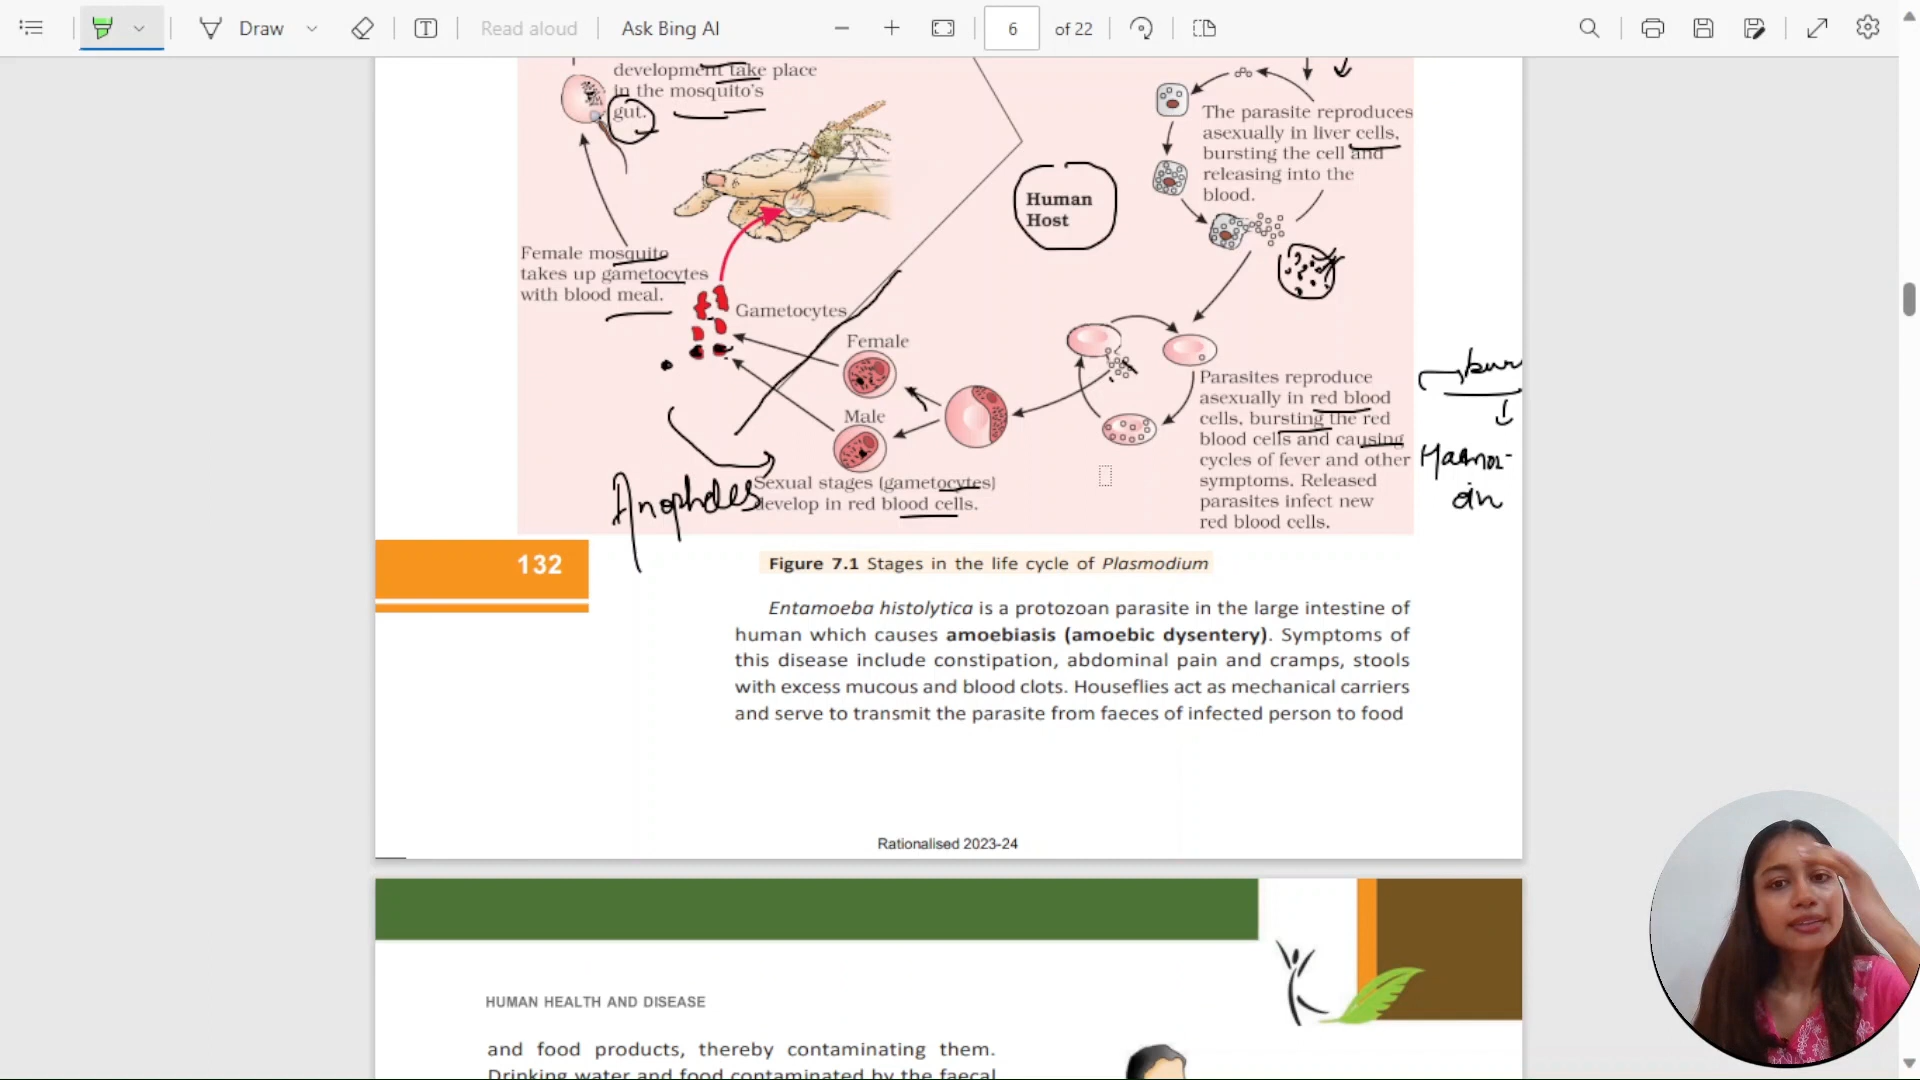 Draw
Read aloud
Ask Bing AI
6
of 22
development take place
in the mosquito's
gut.
The parasite reproduces
asexually in liver cells,
bursting the cell and
releasing into the
blood.
Human
Host
Female mosquito
takes up gametocytes
with blood meal.
Gametocytes
Female
Male
Parasites reproduce
asexually in red blood
cells, bursting the red
blood cells and causing
cycles of fever and other
symptoms. Released
parasites infect new
red blood cells.
Sexual stages (gametocytes)
develop in red blood cells.
Anopheles
132
Figure 7.1 Stages in the life cycle of Plasmodium
Entamoeba histolytica is a protozoan parasite in the large intestine of
human which causes amoebiasis (amoebic dysentery). Symptoms of
this disease include constipation, abdominal pain and cramps, stools
with excess mucous and blood clots. Houseflies act as mechanical carriers
and serve to transmit the parasite from faeces of infected person to food
Rationalised 2023-24
HUMAN HEALTH AND DISEASE
and food products, thereby contaminating them.
Drinking water and food contaminated by the faecal